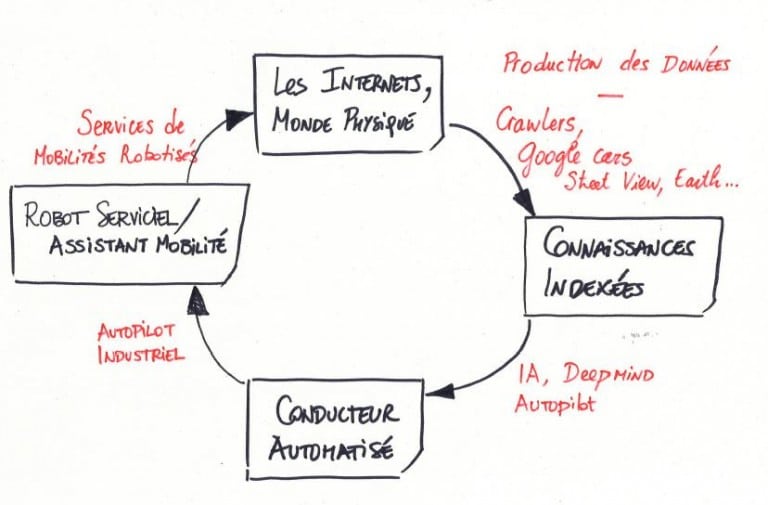 Les Internets,
Monde Physique
Production des Données
Crawlers,
Google cars
Street View, Earth...
Connaissances
Indexées
IA, Deepmind
Autopilot
Conducteur
Automatisé
Autopilot
Industriel
Robot Serviciel/
Assistant Mobilité
Services de
Mobilités Robotisés